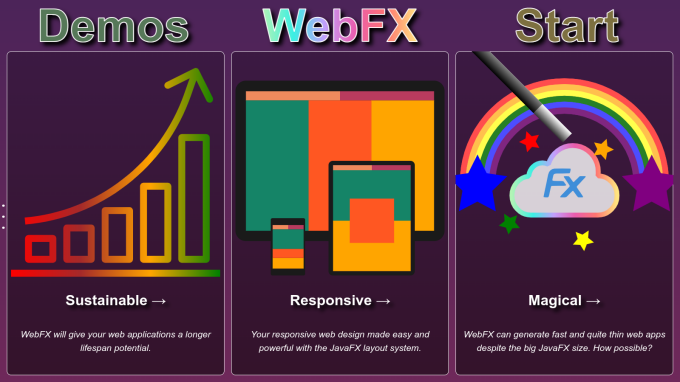 Demos
WebFX
Start
Fx
Sustainable →
WebFX will give your web applications a longer
lifespan potential.
Responsive →
Your responsive web design made easy and
powerful with the JavaFX layout system.
Magical →
WebFX can generate fast and quite thin web apps
despite the big JavaFX size. How possible?